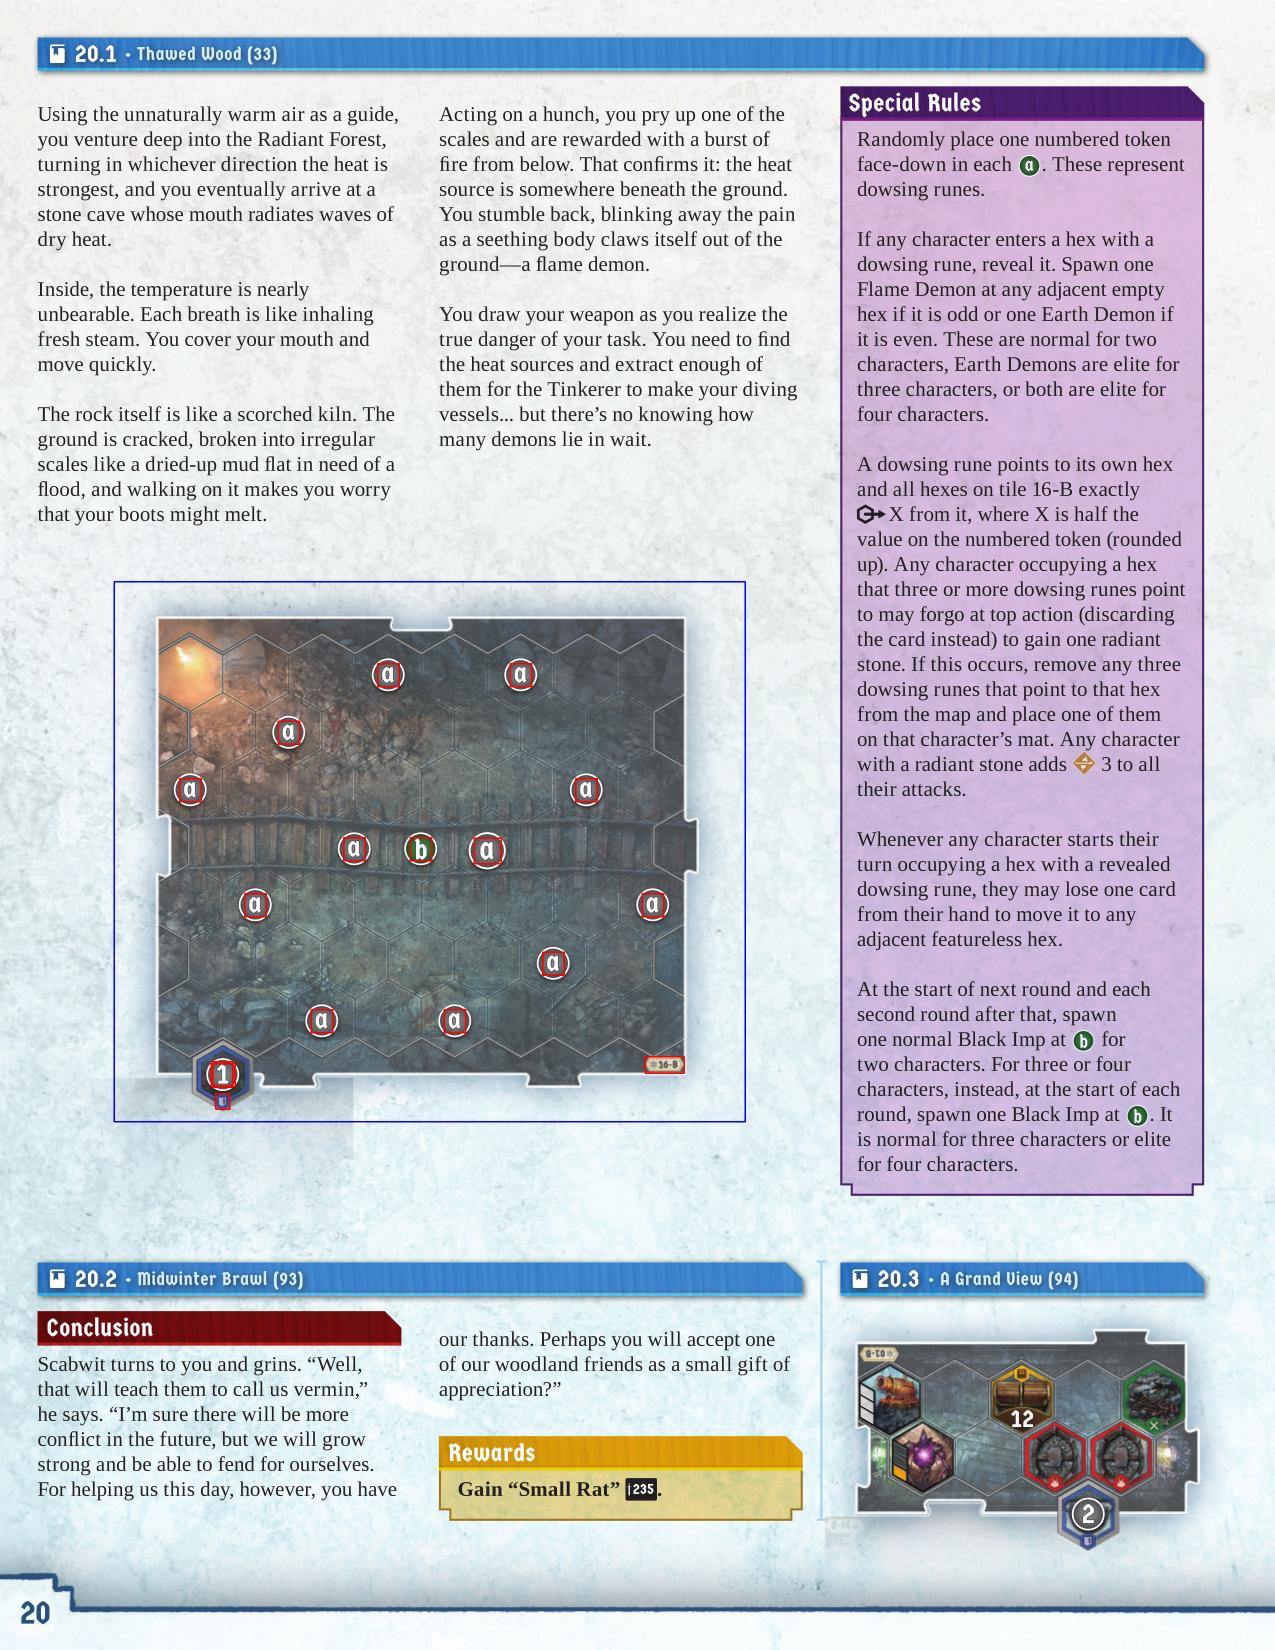 20.1 • Thawed Wood (33)
Using the unnaturally warm air as a guide,
you venture deep into the Radiant Forest,
turning in whichever direction the heat is
strongest, and you eventually arrive at a
stone cave whose mouth radiates waves of
dry heat.
Inside, the temperature is nearly
unbearable. Each breath is like inhaling
fresh steam. You cover your mouth and
move quickly.
The rock itself is like a scorched kiln. The
ground is cracked, broken into irregular
scales like a dried-up mud flat in need of a
flood, and walking on it makes you worry
that your boots might melt.
Acting on a hunch, you pry up one of the
scales and are rewarded with a burst of
fire from below. That confirms it: the heat
source is somewhere beneath the ground.
You stumble back, blinking away the pain
as a seething body claws itself out of the
ground—a flame demon.
You draw your weapon as you realize the
true danger of your task. You need to find
the heat sources and extract enough of
them for the Tinkerer to make your diving
vessels... but there's no knowing how
many demons lie in wait.
a a
a
a a
a b a
a a
a
a a
1
16-B
Special Rules
Randomly place one numbered token
face-down in each a. These represent
dowsing runes.
If any character enters a hex with a
dowsing rune, reveal it. Spawn one
Flame Demon at any adjacent empty
hex if it is odd or one Earth Demon if
it is even. These are normal for two
characters, Earth Demons are elite for
three characters, or both are elite for
four characters.
A dowsing rune points to its own hex
and all hexes on tile 16-B exactly
X from it, where X is half the
value on the numbered token (rounded
up). Any character occupying a hex
that three or more dowsing runes point
to may forgo at top action (discarding
the card instead) to gain one radiant
stone. If this occurs, remove any three
dowsing runes that point to that hex
from the map and place one of them
on that character's mat. Any character
with a radiant stone adds 3 to all
their attacks.
Whenever any character starts their
turn occupying a hex with a revealed
dowsing rune, they may lose one card
from their hand to move it to any
adjacent featureless hex.
At the start of next round and each
second round after that, spawn
one normal Black Imp at b for
two characters. For three or four
characters, instead, at the start of each
round, spawn one Black Imp at b. It
is normal for three characters or elite
for four characters.
20.2 • Midwinter Brawl (93)
Conclusion
Scabwit turns to you and grins. “Well,
that will teach them to call us vermin,”
he says. “I'm sure there will be more
conflict in the future, but we will grow
strong and be able to fend for ourselves.
For helping us this day, however, you have
our thanks. Perhaps you will accept one
of our woodland friends as a small gift of
appreciation?”
Rewards
Gain “Small Rat” 235.
20.3 • A Grand View (94)
01-B
12
2
20